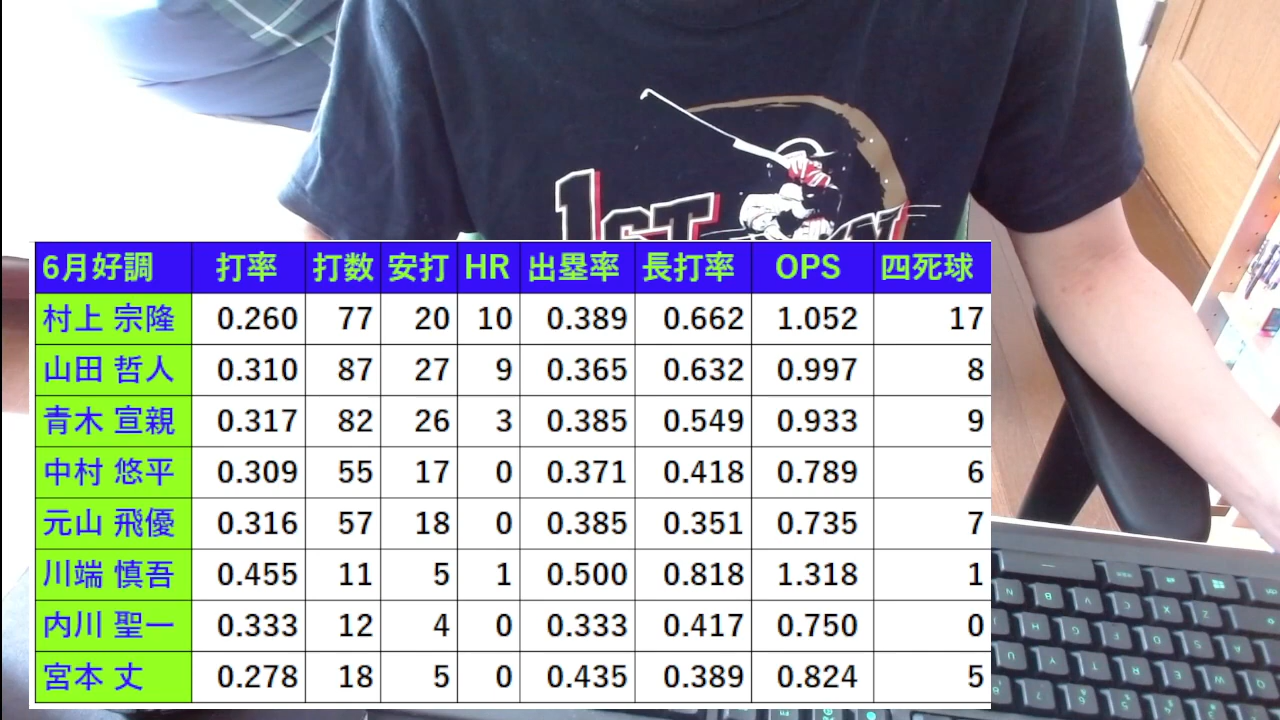 1ST
6月好調 打率 打数 安打 HR 出塁率 長打率 OPS 四死球
村上 宗隆 0.260 77 20 10 0.389 0.662 1.052 17
山田 哲人 0.310 87 27 9 0.365 0.632 0.997 8
青木 宣親 0.317 82 26 3 0.385 0.549 0.933 9
中村 悠平 0.309 55 17 0 0.371 0.418 0.789 6
元山 飛優 0.316 57 18 0 0.385 0.351 0.735 7
川端 慎吾 0.455 11 5 1 0.500 0.818 1.318 1
内川 聖一 0.333 12 4 0 0.333 0.417 0.750 0
宮本 丈 0.278 18 5 0 0.435 0.389 0.824 5